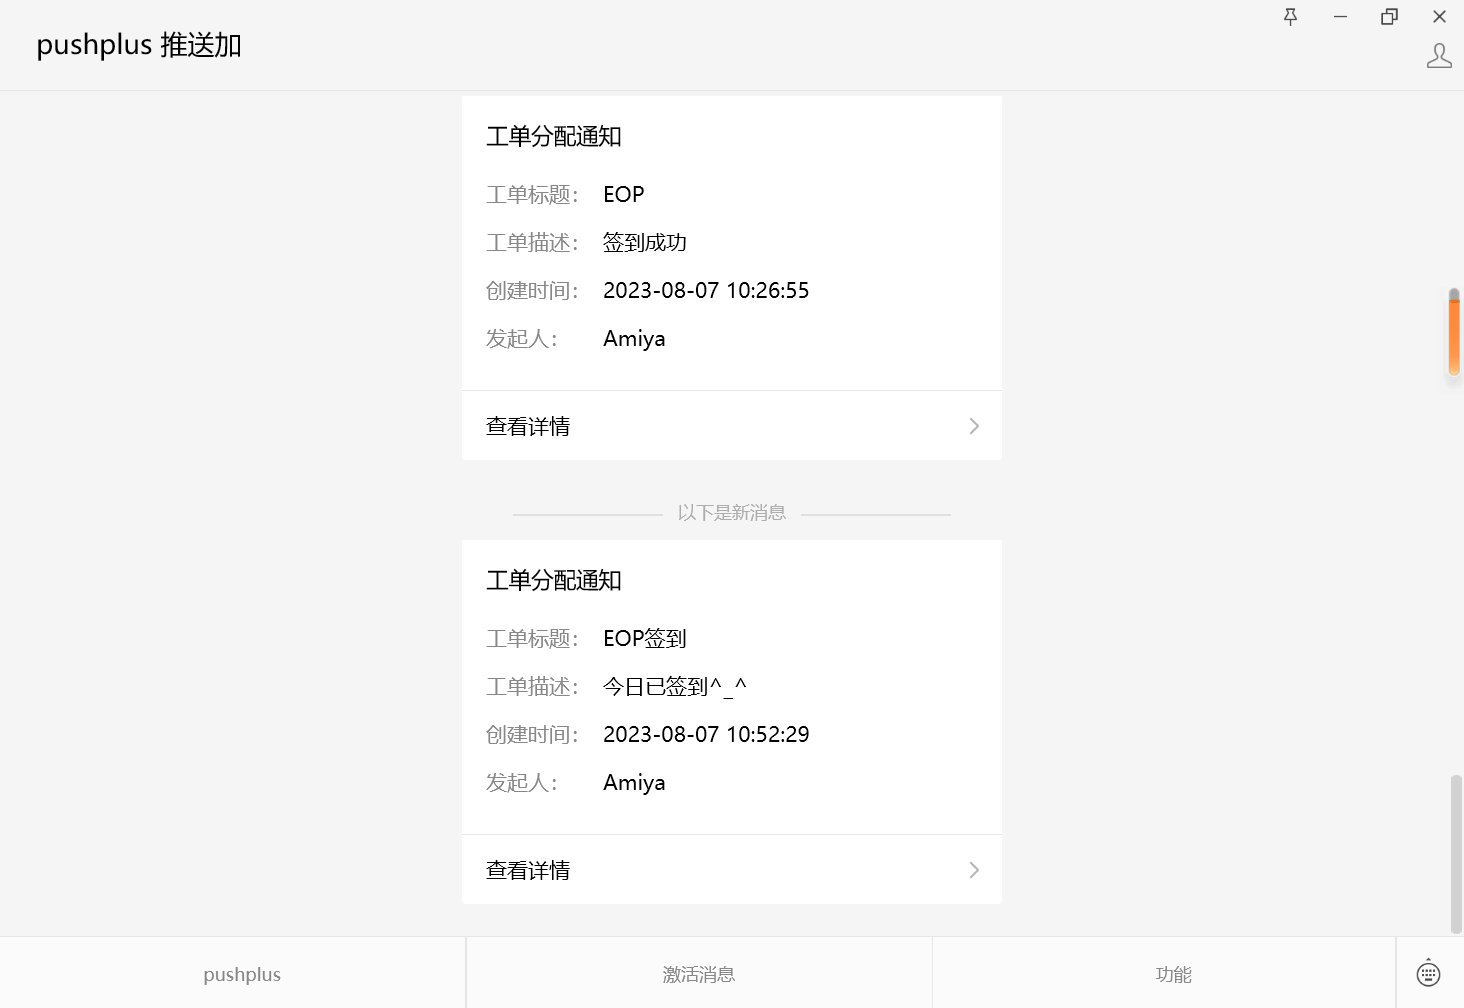 pushplus 推送加
工单分配通知
工单标题： EOP
工单描述： 签到成功
创建时间： 2023-08-07 10:26:55
发起人： Amiya
查看详情
以下是新消息
工单分配通知
工单标题： EOP签到
工单描述： 今日已签到^_^
创建时间： 2023-08-07 10:52:29
发起人： Amiya
查看详情
pushplus 激活消息 功能